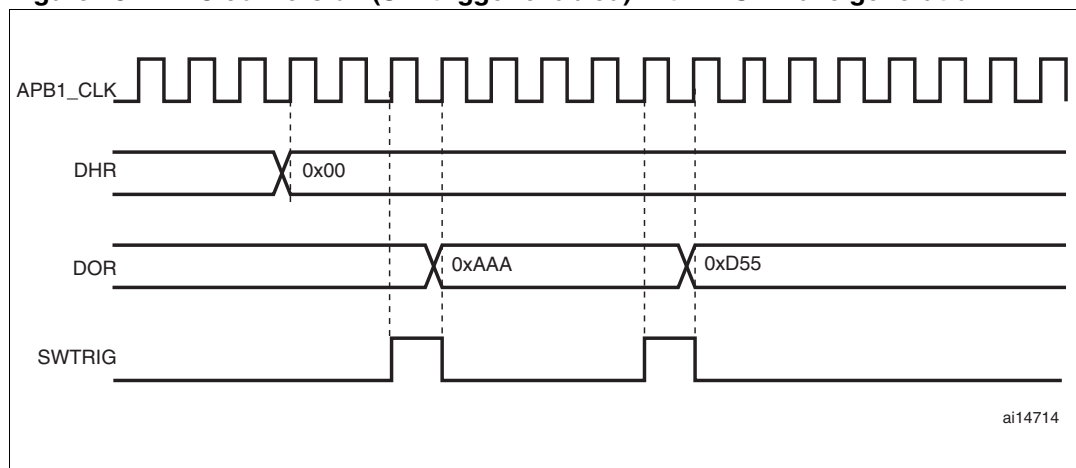 APB1_CLK
DHR
0x00
DOR
0xAAA
0xD55
SWTRIG
ai14714